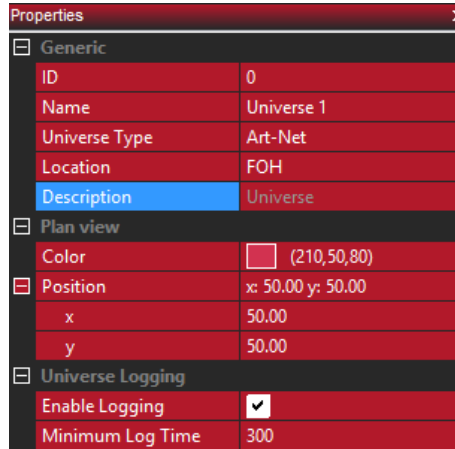 Properties
Generic
ID 0
Name Universe 1
Universe Type Art-Net
Location FOH
Description Universe
Plan view
Color (210,50,80)
Position x: 50.00 y: 50.00
x 50.00
y 50.00
Universe Logging
Enable Logging
Minimum Log Time 300